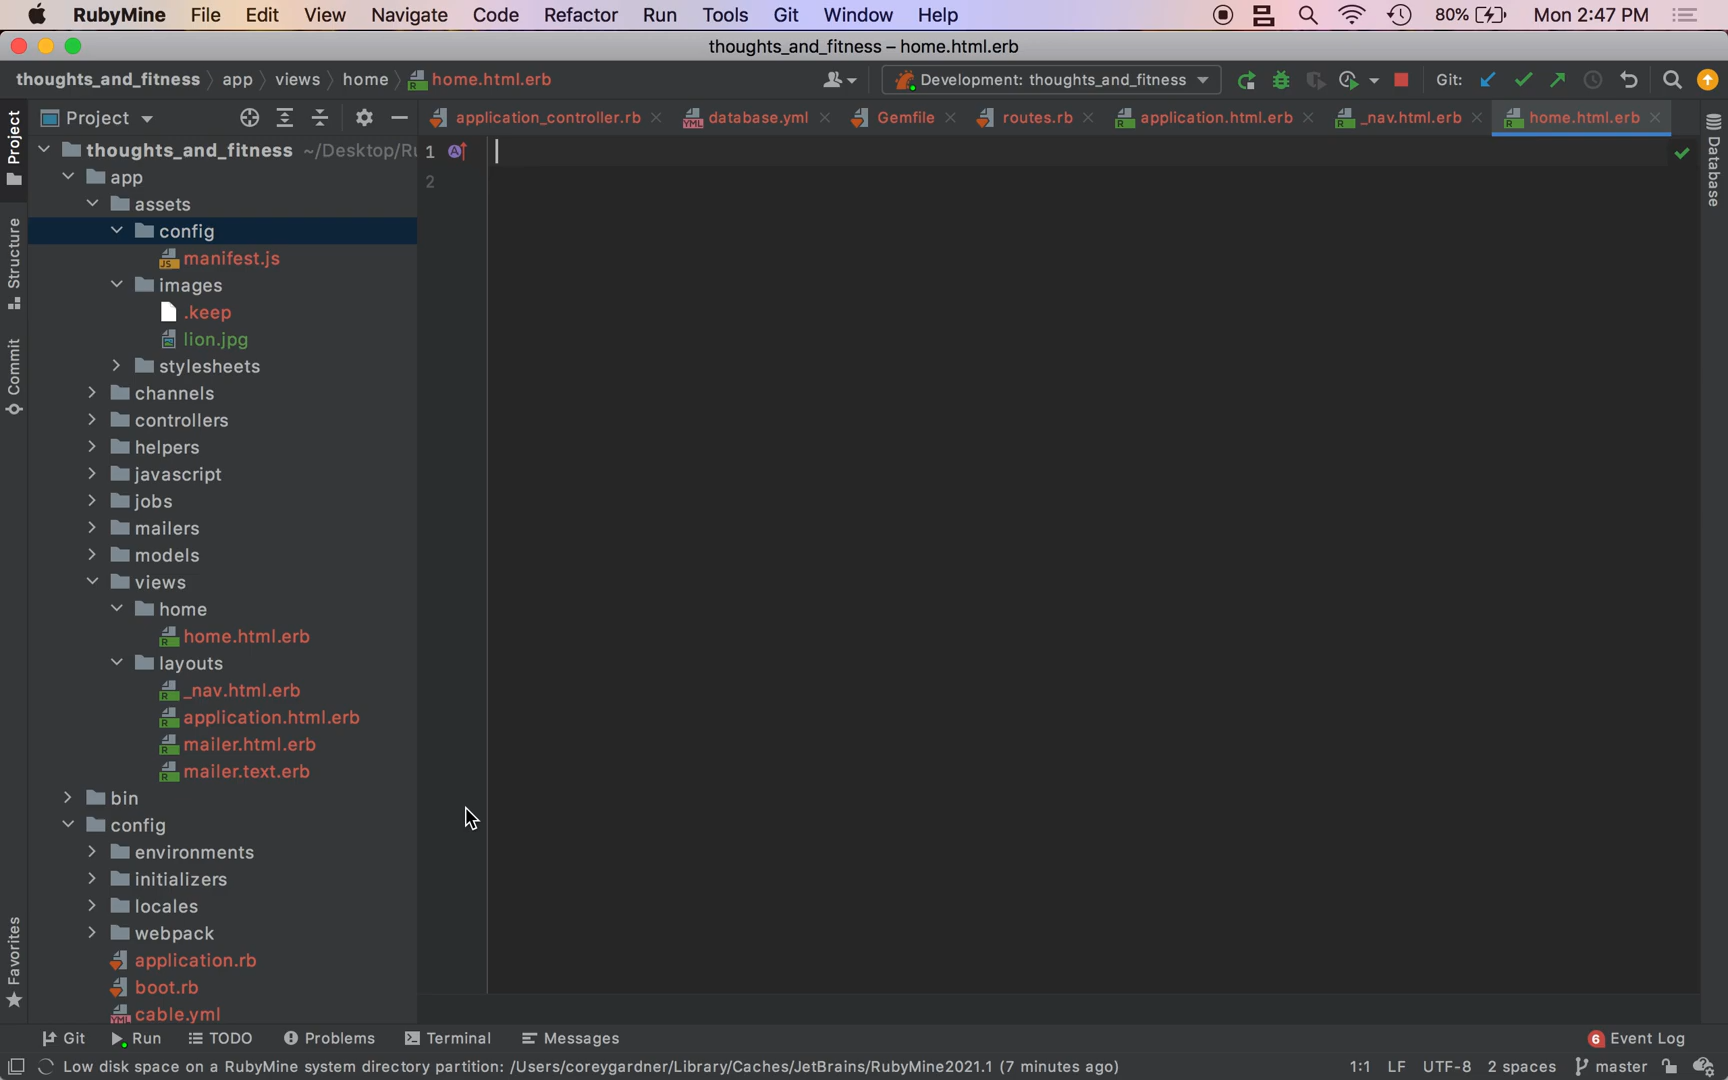 RubyMine File Edit View Navigate Code Refactor Run Tools Git Window Help 80% Mon 2:47 PM
thoughts_and_fitness – home.html.erb
thoughts_and_fitness app views home home.html.erb Development: thoughts_and_fitness Git:
Project application_controller.rb database.yml Gemfile routes.rb application.html.erb _nav.html.erb home.html.erb
Project
Structure
Commit
Favorites
Database
thoughts_and_fitness ~/Desktop/Ru
app
assets
config
manifest.js
images
.keep
lion.jpg
stylesheets
channels
controllers
helpers
javascript
jobs
mailers
models
views
home
home.html.erb
layouts
_nav.html.erb
application.html.erb
mailer.html.erb
mailer.text.erb
bin
config
environments
initializers
locales
webpack
application.rb
boot.rb
cable.yml
1
2
Git Run TODO Problems Terminal Messages 6 Event Log
Low disk space on a RubyMine system directory partition: /Users/coreygardner/Library/Caches/JetBrains/RubyMine2021.1 (7 minutes ago) 1:1 LF UTF-8 2 spaces master